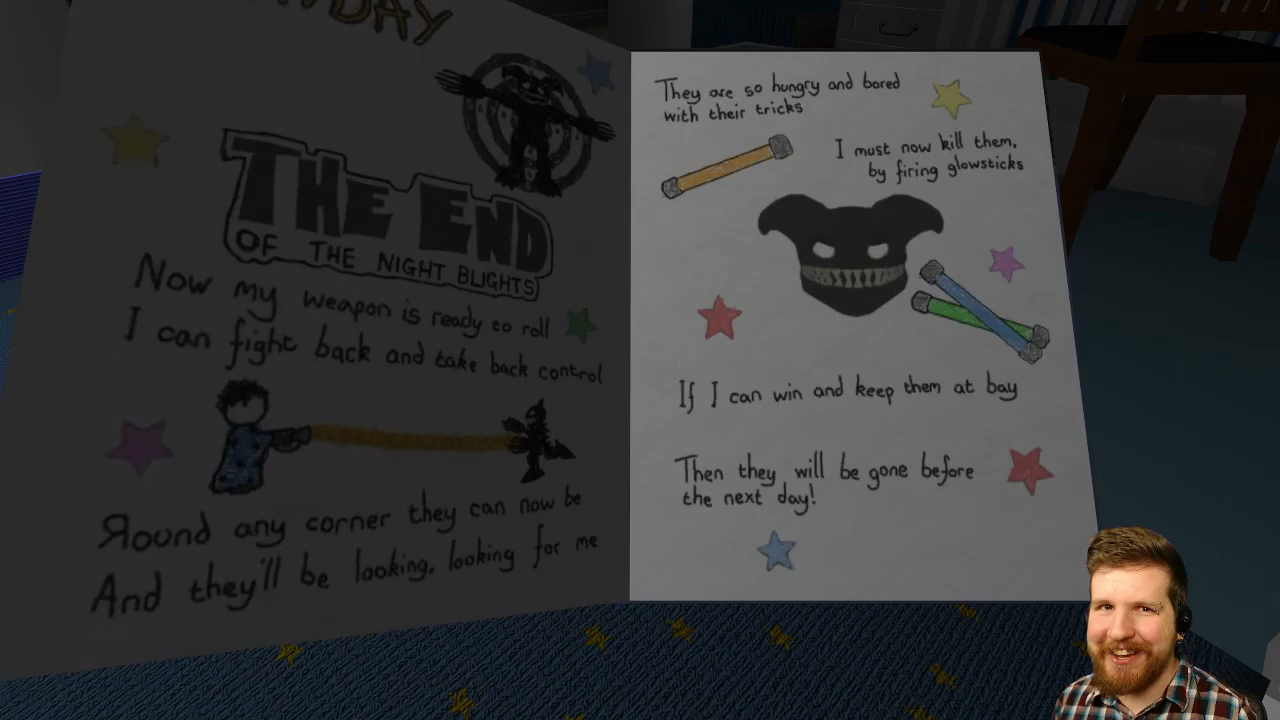 THE END
OF THE NIGHT BLIGHTS
Now my weapon is ready to roll
I can fight back and take back control
Round any corner they can now be
And they'll be looking, looking for me
They are so hungry and bored
with their tricks
I must now kill them,
by firing glowsticks
If I can win and keep them at bay
Then they will be gone before
the next day!